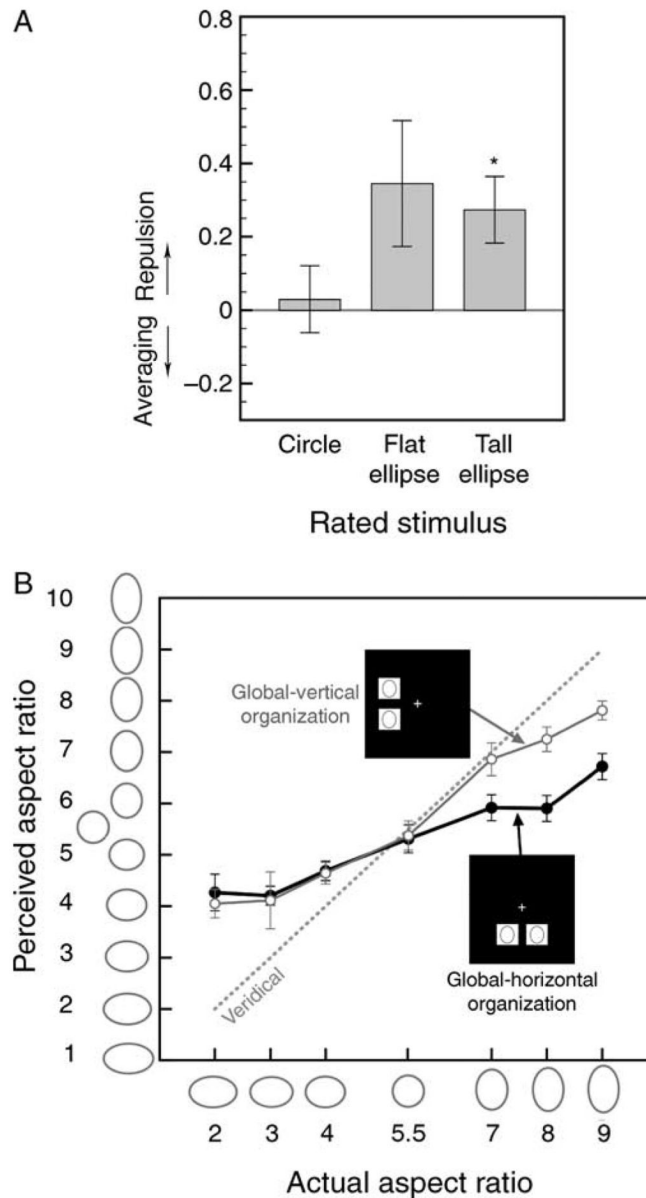 A
0.8
0.6
0.4
0.2
0
−0.2
Averaging Repulsion
*
Circle
Flat
ellipse
Tall
ellipse
Rated stimulus
B
10
9
8
7
6
5
4
3
2
1
Perceived aspect ratio
Global-vertical
organization
Veridical
Global-horizontal
organization
2 3 4 5.5 7 8 9
Actual aspect ratio